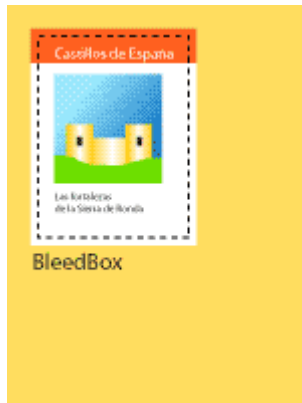 Castillos de España
Las fortalezas
de la Sierra de Ronda
BleedBox